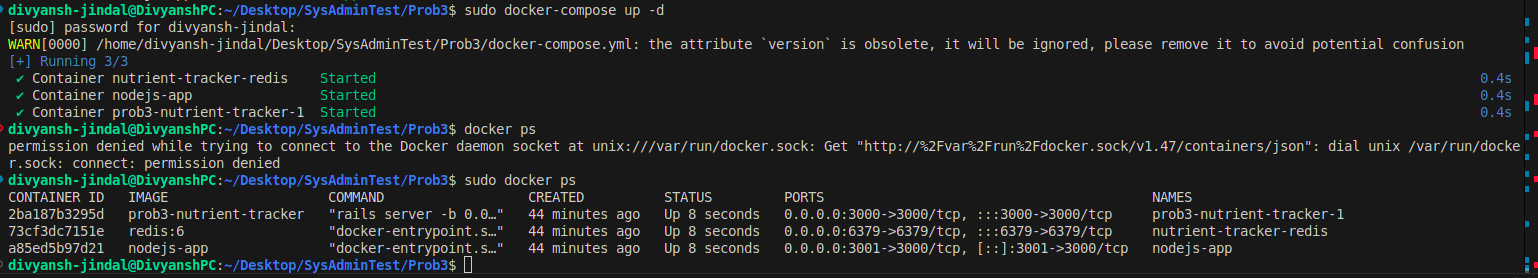 divyansh-jindal@DivyanshPC:~/Desktop/SysAdminTest/Prob3$ sudo docker-compose up -d
[sudo] password for divyansh-jindal:
WARN[0000] /home/divyansh-jindal/Desktop/SysAdminTest/Prob3/docker-compose.yml: the attribute `version` is obsolete, it will be ignored, please remove it to avoid potential confusion
[+] Running 3/3
✔ Container nutrient-tracker-redis Started 0.4s
✔ Container nodejs-app Started 0.4s
✔ Container prob3-nutrient-tracker-1 Started 0.4s
divyansh-jindal@DivyanshPC:~/Desktop/SysAdminTest/Prob3$ docker ps
permission denied while trying to connect to the Docker daemon socket at unix:///var/run/docker.sock: Get "http://%2Fvar%2Frun%2Fdocker.sock/v1.47/containers/json": dial unix /var/run/docke
r.sock: connect: permission denied
divyansh-jindal@DivyanshPC:~/Desktop/SysAdminTest/Prob3$ sudo docker ps
CONTAINER ID IMAGE COMMAND CREATED STATUS PORTS NAMES
2ba187b3295d prob3-nutrient-tracker "rails server -b 0.0…" 44 minutes ago Up 8 seconds 0.0.0.0:3000->3000/tcp, :::3000->3000/tcp prob3-nutrient-tracker-1
73cf3dc7151e redis:6 "docker-entrypoint.s…" 44 minutes ago Up 8 seconds 0.0.0.0:6379->6379/tcp, :::6379->6379/tcp nutrient-tracker-redis
a85ed5b97d21 nodejs-app "docker-entrypoint.s…" 44 minutes ago Up 8 seconds 0.0.0.0:3001->3000/tcp, [::]:3001->3000/tcp nodejs-app
divyansh-jindal@DivyanshPC:~/Desktop/SysAdminTest/Prob3$